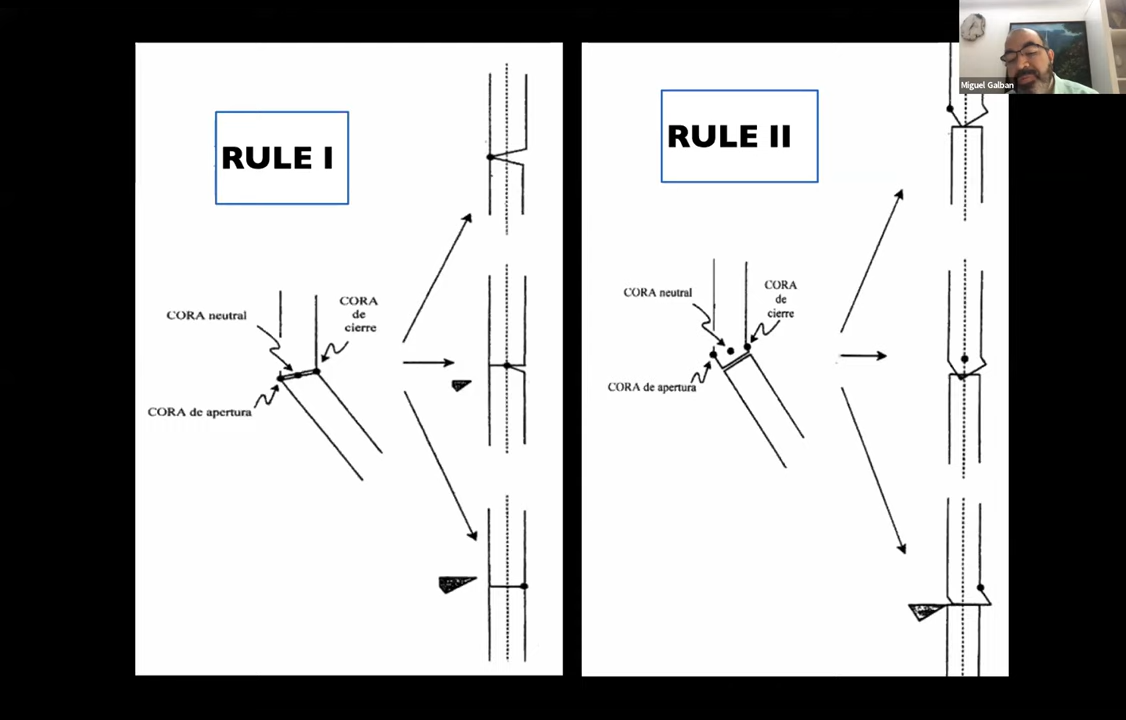 Miguel Galban
RULE I
CORA neutral
CORA
de
cierre
CORA de apertura
RULE II
CORA neutral
CORA
de
cierre
CORA de apertura